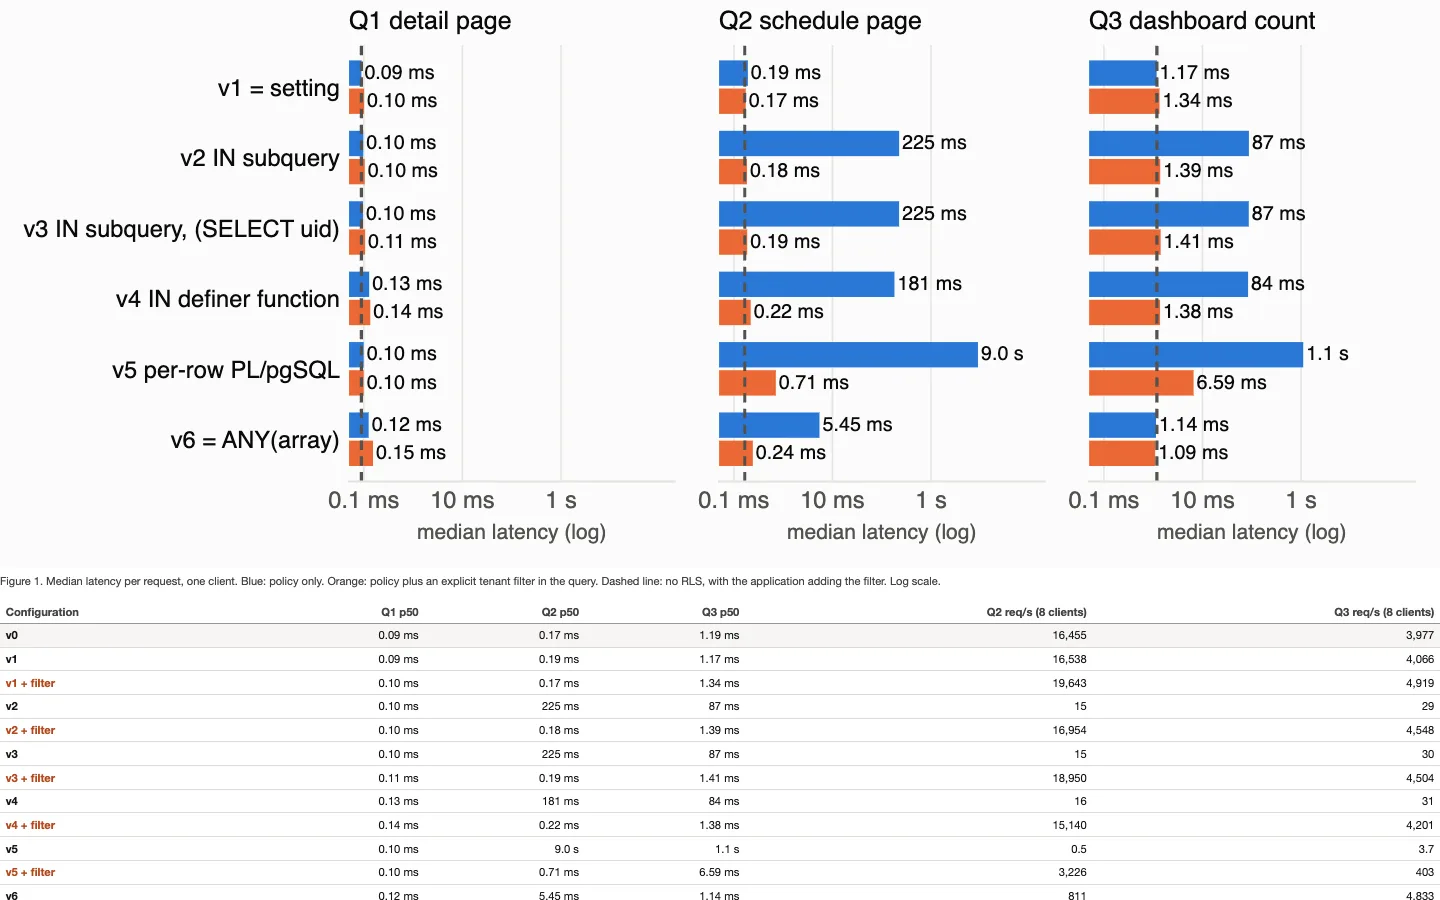 Q1 detail page Q2 schedule page Q3 dashboard count
v1 = setting 0.09 ms 0.10 ms 0.19 ms 0.17 ms 1.17 ms 1.34 ms
v2 IN subquery 0.10 ms 0.10 ms 225 ms 0.18 ms 87 ms 1.39 ms
v3 IN subquery, (SELECT uid) 0.10 ms 0.11 ms 225 ms 0.19 ms 87 ms 1.41 ms
v4 IN definer function 0.13 ms 0.14 ms 181 ms 0.22 ms 84 ms 1.38 ms
v5 per-row PL/pgSQL 0.10 ms 0.10 ms 9.0 s 0.71 ms 1.1 s 6.59 ms
v6 = ANY(array) 0.12 ms 0.15 ms 5.45 ms 0.24 ms 1.14 ms 1.09 ms
0.1 ms 10 ms 1 s 0.1 ms 10 ms 1 s 0.1 ms 10 ms 1 s
median latency (log) median latency (log) median latency (log)
Figure 1. Median latency per request, one client. Blue: policy only. Orange: policy plus an explicit tenant filter in the query. Dashed line: no RLS, with the application adding the filter. Log scale.
Configuration Q1 p50 Q2 p50 Q3 p50 Q2 req/s (8 clients) Q3 req/s (8 clients)
v0 0.09 ms 0.17 ms 1.19 ms 16,455 3,977
v1 0.09 ms 0.19 ms 1.17 ms 16,538 4,066
v1 + filter 0.10 ms 0.17 ms 1.34 ms 19,643 4,919
v2 0.10 ms 225 ms 87 ms 15 29
v2 + filter 0.10 ms 0.18 ms 1.39 ms 16,954 4,548
v3 0.10 ms 225 ms 87 ms 15 30
v3 + filter 0.11 ms 0.19 ms 1.41 ms 18,950 4,504
v4 0.13 ms 181 ms 84 ms 16 31
v4 + filter 0.14 ms 0.22 ms 1.38 ms 15,140 4,201
v5 0.10 ms 9.0 s 1.1 s 0.5 3.7
v5 + filter 0.10 ms 0.71 ms 6.59 ms 3,226 403
v6 0.12 ms 5.45 ms 1.14 ms 811 4,833